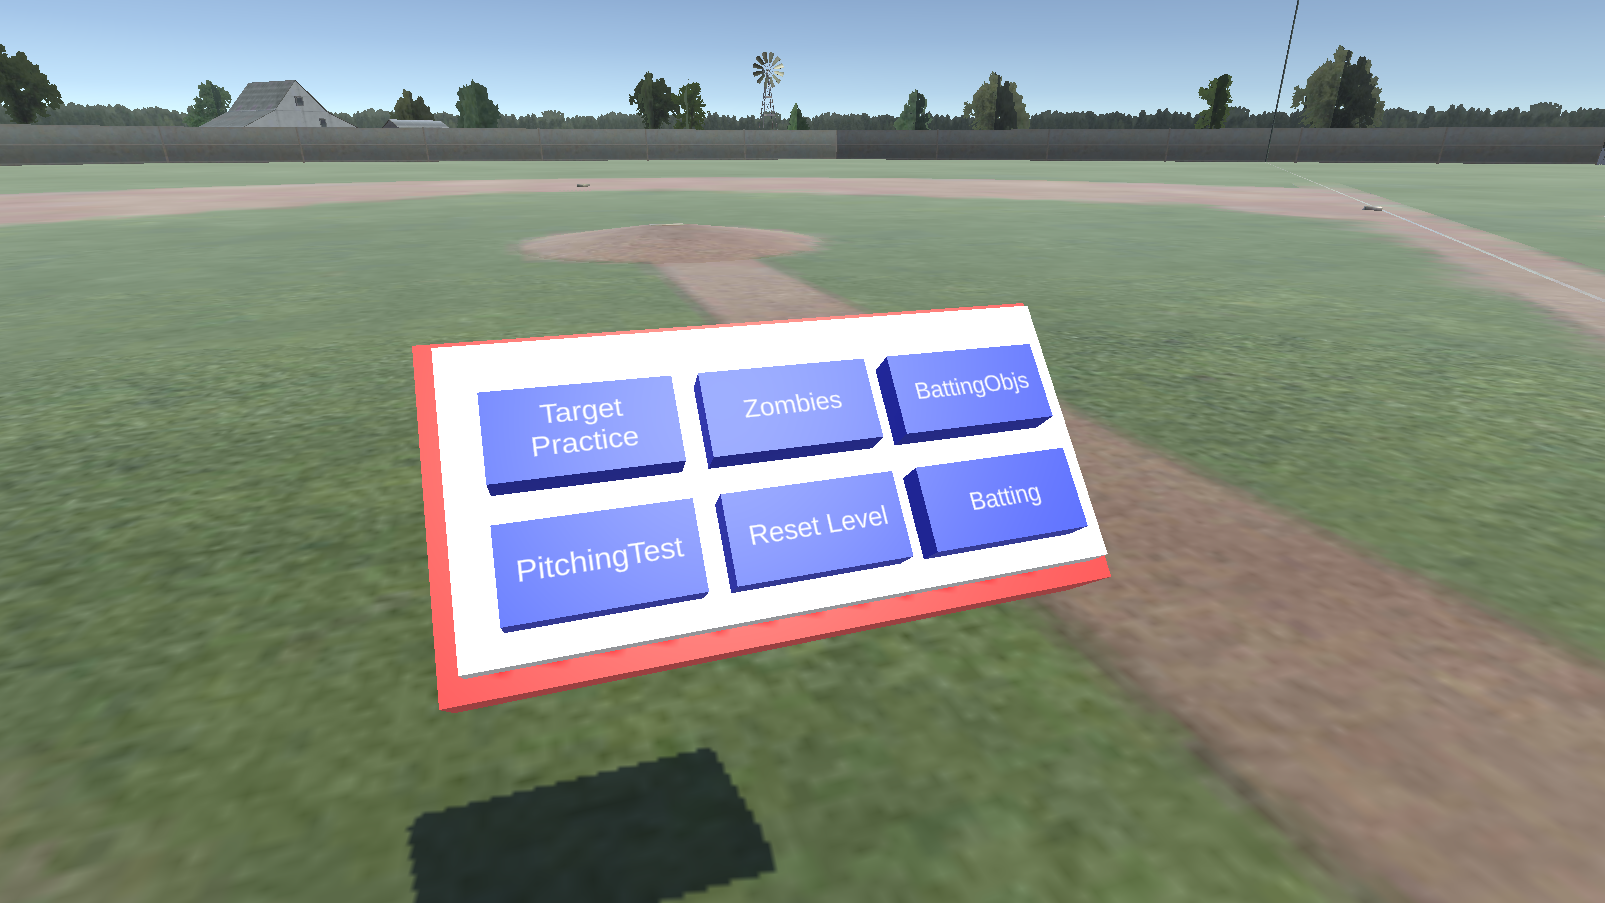 Target
Practice
Zombies
BattingObjs
PitchingTest
Reset Level
Batting